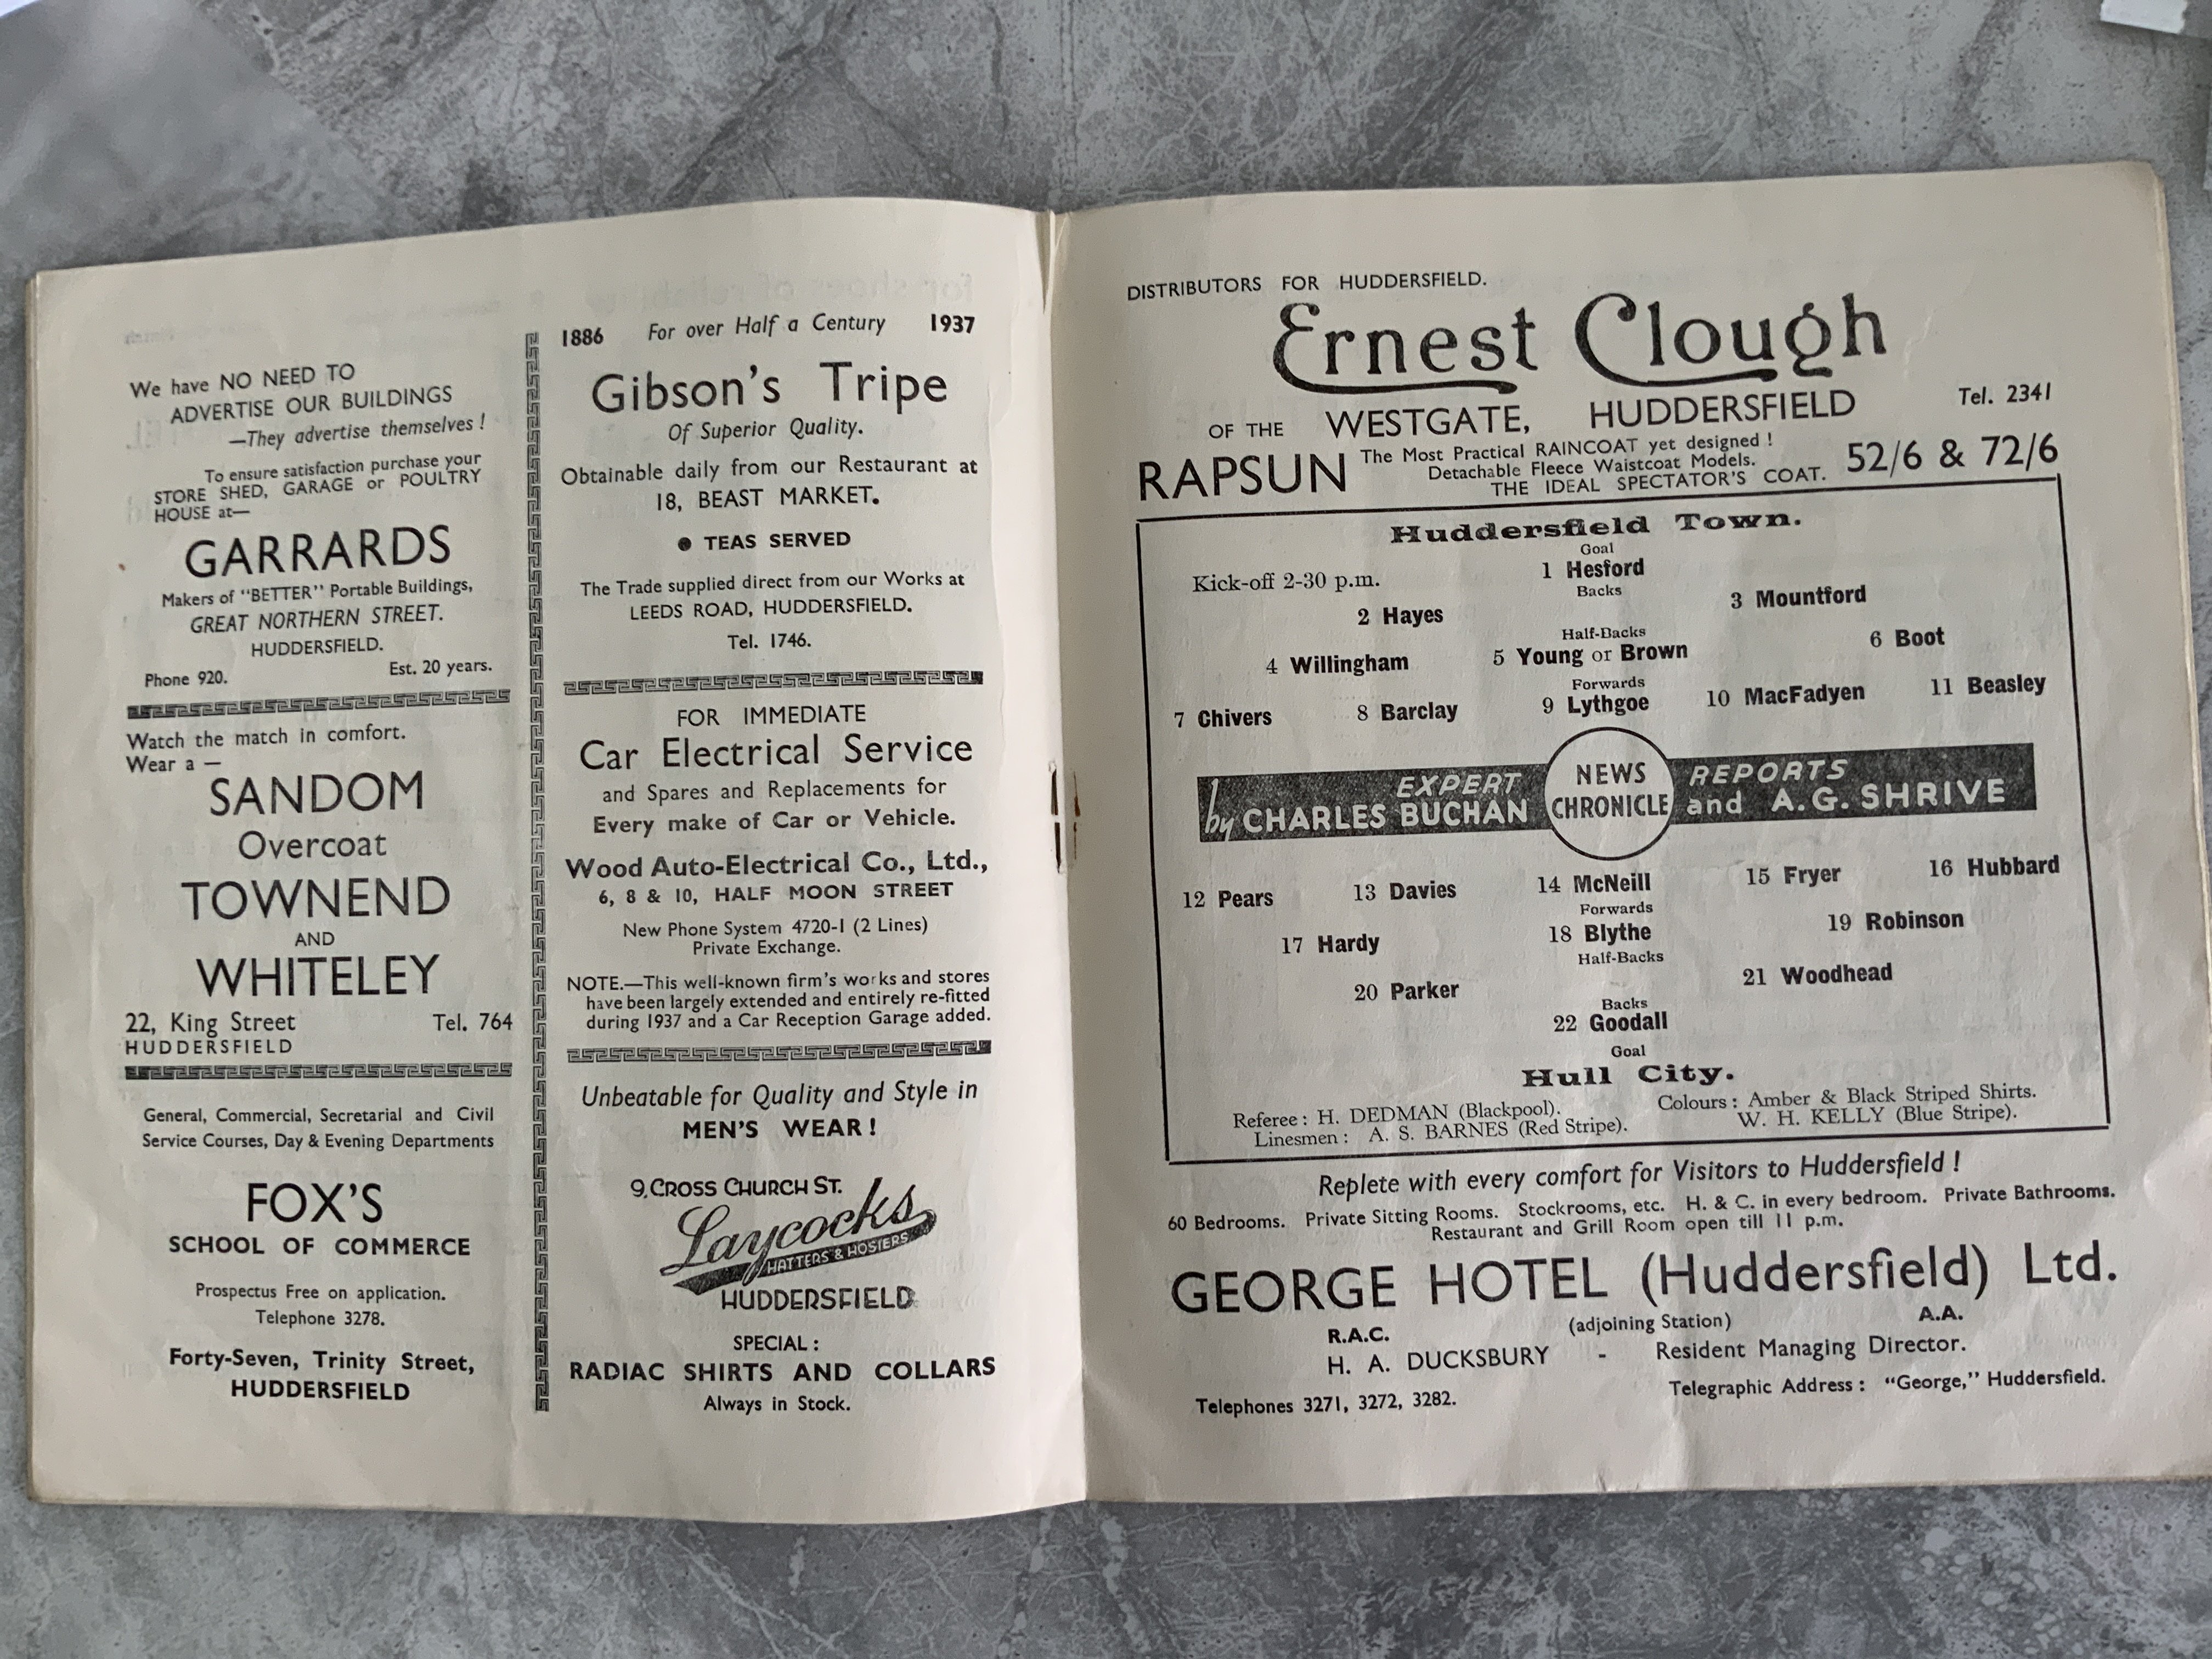 We have NO NEED TO
ADVERTISE OUR BUILDINGS
—They advertise themselves !
To ensure satisfaction purchase your
STORE SHED, GARAGE or POULTRY
HOUSE at—
GARRARDS
Makers of "BETTER" Portable Buildings,
GREAT NORTHERN STREET.
HUDDERSFIELD.
Phone 920. Est. 20 years.
Watch the match in comfort.
Wear a —
SANDOM
Overcoat
TOWNEND
AND
WHITELEY
22, King Street Tel. 764
HUDDERSFIELD
General, Commercial, Secretarial and Civil
Service Courses, Day & Evening Departments
FOX'S
SCHOOL OF COMMERCE
Prospectus Free on application.
Telephone 3278.
Forty-Seven, Trinity Street,
HUDDERSFIELD
1886 For over Half a Century 1937
Gibson's Tripe
Of Superior Quality.
Obtainable daily from our Restaurant at
18, BEAST MARKET.
● TEAS SERVED
The Trade supplied direct from our Works at
LEEDS ROAD, HUDDERSFIELD.
Tel. 1746.
FOR IMMEDIATE
Car Electrical Service
and Spares and Replacements for
Every make of Car or Vehicle.
Wood Auto-Electrical Co., Ltd.,
6, 8 & 10, HALF MOON STREET
New Phone System 4720-1 (2 Lines)
Private Exchange.
NOTE.—This well-known firm's works and stores
have been largely extended and entirely re-fitted
during 1937 and a Car Reception Garage added.
Unbeatable for Quality and Style in
MEN'S WEAR !
9, CROSS CHURCH ST.
Laycocks
HATTERS & HOSIERS
HUDDERSFIELD
SPECIAL :
RADIAC SHIRTS AND COLLARS
Always in Stock.
DISTRIBUTORS FOR HUDDERSFIELD.
Ernest Clough
OF THE WESTGATE, HUDDERSFIELD Tel. 2341
RAPSUN The Most Practical RAINCOAT yet designed !
Detachable Fleece Waistcoat Models.
THE IDEAL SPECTATOR'S COAT. 52/6 & 72/6
Huddersfield Town.
Goal
Kick-off 2-30 p.m. 1 Hesford
Backs
2 Hayes 3 Mountford
Half-Backs
4 Willingham 5 Young or Brown 6 Boot
Forwards
7 Chivers 8 Barclay 9 Lythgoe 10 MacFadyen 11 Beasley
EXPERT NEWS REPORTS
by CHARLES BUCHAN CHRONICLE and A.G. SHRIVE
12 Pears 13 Davies 14 McNeill 15 Fryer 16 Hubbard
Forwards
17 Hardy 18 Blythe 19 Robinson
Half-Backs
20 Parker 21 Woodhead
Backs
22 Goodall
Goal
Hull City.
Referee : H. DEDMAN (Blackpool). Colours : Amber & Black Striped Shirts.
Linesmen : A. S. BARNES (Red Stripe). W. H. KELLY (Blue Stripe).
Replete with every comfort for Visitors to Huddersfield !
60 Bedrooms. Private Sitting Rooms. Stockrooms, etc. H. & C. in every bedroom. Private Bathrooms.
Restaurant and Grill Room open till 11 p.m.
GEORGE HOTEL (Huddersfield) Ltd.
R.A.C. (adjoining Station) A.A.
H. A. DUCKSBURY - Resident Managing Director.
Telephones 3271, 3272, 3282. Telegraphic Address : "George," Huddersfield.